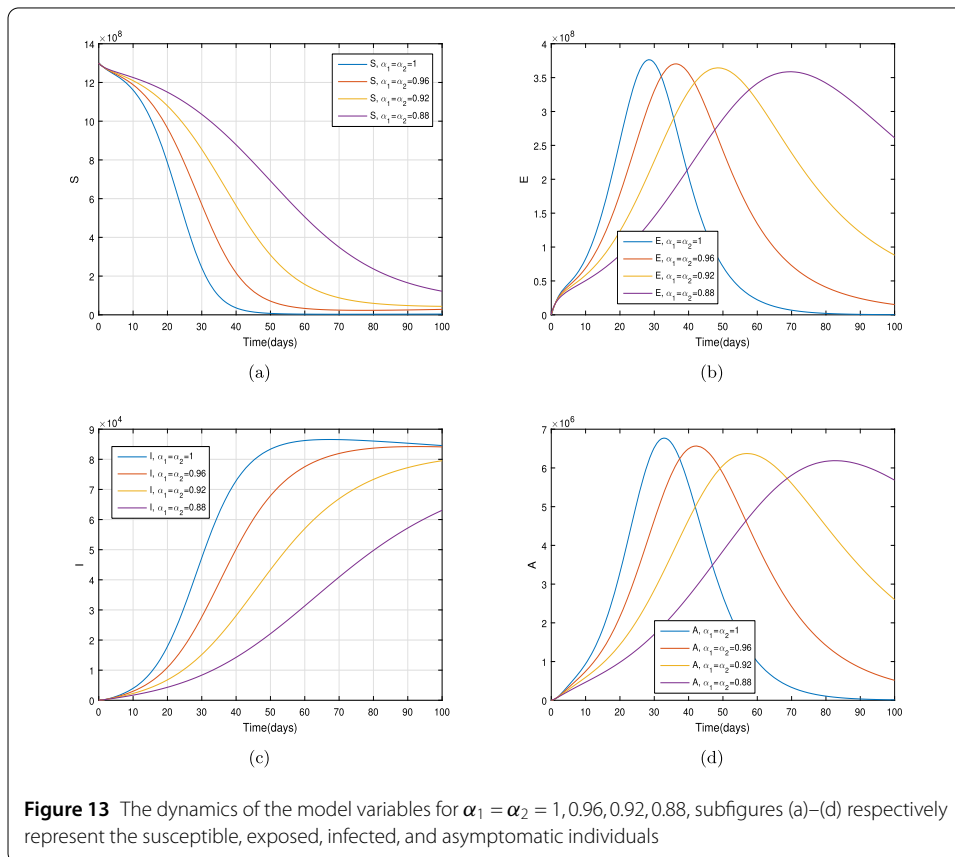 ×10⁸
14
12
10
8
6
4
2
0
S
S, α₁=α₂=1
S, α₁=α₂=0.96
S, α₁=α₂=0.92
S, α₁=α₂=0.88
0 10 20 30 40 50 60 70 80 90 100
Time(days)
(a)
×10⁸
4
3.5
3
2.5
2
1.5
1
0.5
0
E
E, α₁=α₂=1
E, α₁=α₂=0.96
E, α₁=α₂=0.92
E, α₁=α₂=0.88
0 10 20 30 40 50 60 70 80 90 100
Time(days)
(b)
×10⁴
9
8
7
6
5
4
3
2
1
0
I
I, α₁=α₂=1
I, α₁=α₂=0.96
I, α₁=α₂=0.92
I, α₁=α₂=0.88
0 10 20 30 40 50 60 70 80 90 100
Time(days)
(c)
×10⁶
7
6
5
4
3
2
1
0
A
A, α₁=α₂=1
A, α₁=α₂=0.96
A, α₁=α₂=0.92
A, α₁=α₂=0.88
0 10 20 30 40 50 60 70 80 90 100
Time(days)
(d)
Figure 13 The dynamics of the model variables for α₁ = α₂ = 1, 0.96, 0.92, 0.88, subfigures (a)–(d) respectively
represent the susceptible, exposed, infected, and asymptomatic individuals